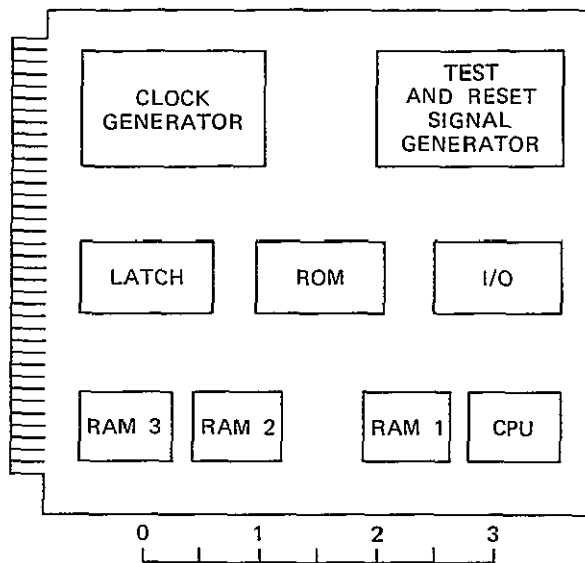 CLOCK
GENERATOR
TEST
AND RESET
SIGNAL
GENERATOR
LATCH
ROM
I/O
RAM 3
RAM 2
RAM 1
CPU
0 1 2 3